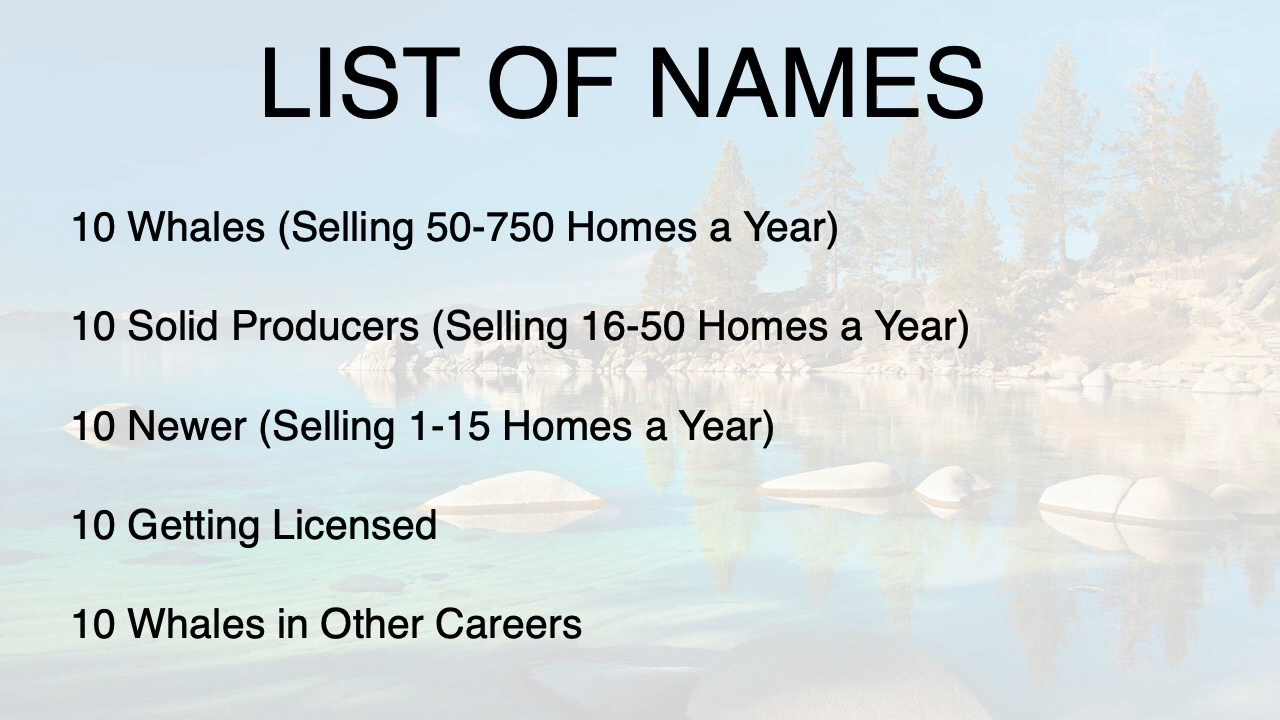 LIST OF NAMES
10 Whales (Selling 50-750 Homes a Year)
10 Solid Producers (Selling 16-50 Homes a Year)
10 Newer (Selling 1-15 Homes a Year)
10 Getting Licensed
10 Whales in Other Careers